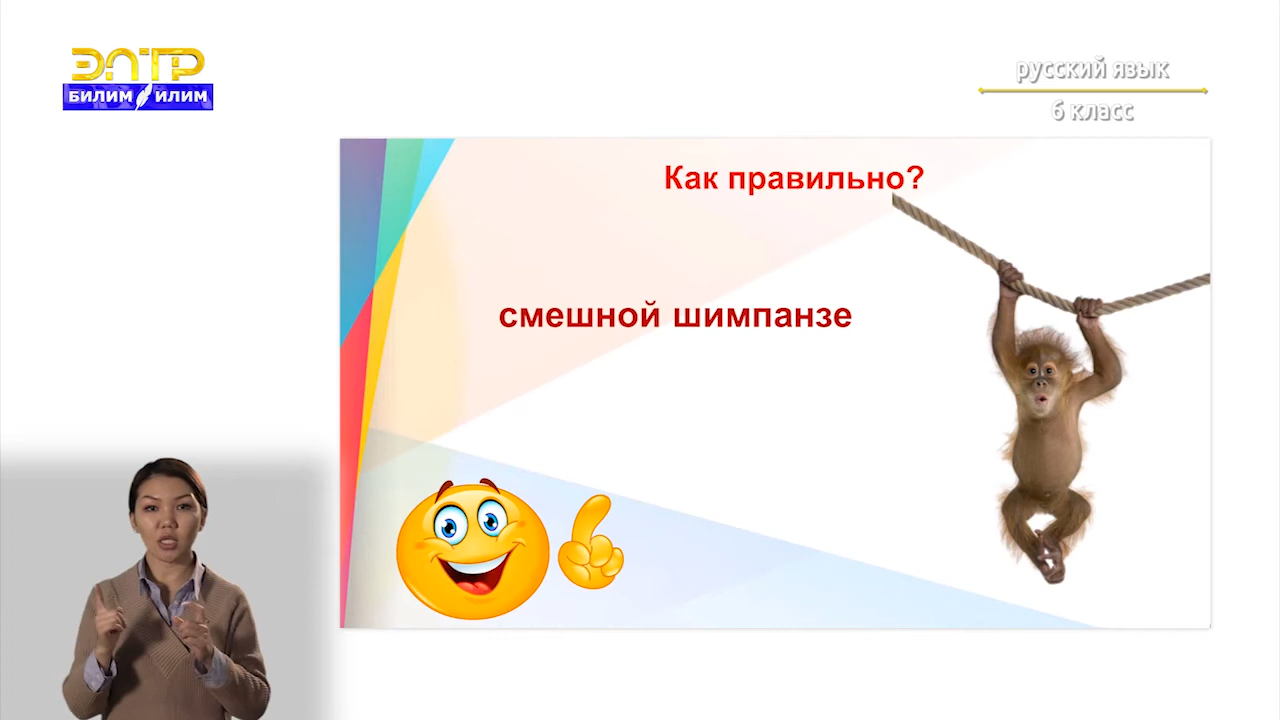 ЭЛТР
БИЛИМ ИЛИМ
русский язык
6 класс
Как правильно?
смешной шимпанзе